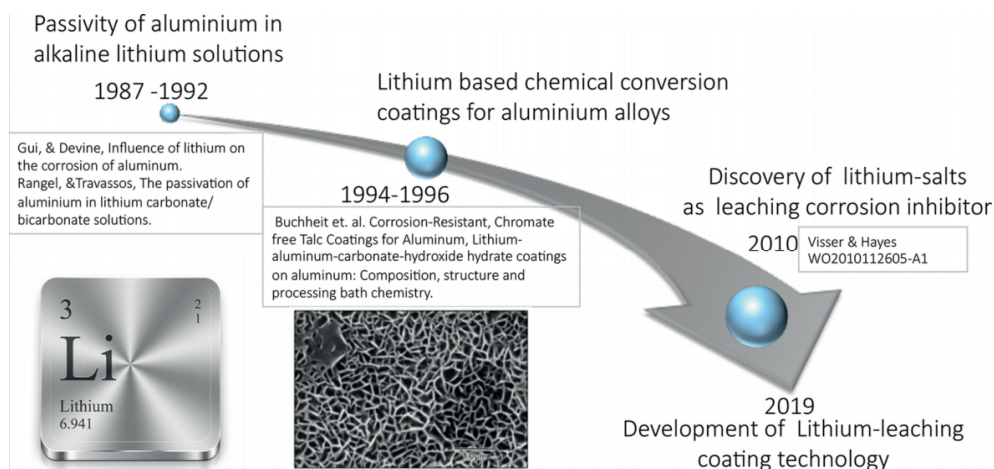 Passivity of aluminium in
alkaline lithium solutions
1987 -1992
Gui, & Devine, Influence of lithium on
the corrosion of aluminum.
Rangel, &Travassos, The passivation of
aluminium in lithium carbonate/
bicarbonate solutions.
Lithium based chemical conversion
coatings for aluminium alloys
1994-1996
Buchheit et. al. Corrosion-Resistant, Chromate
free Talc Coatings for Aluminum, Lithium-
aluminum-carbonate-hydroxide hydrate coatings
on aluminum: Composition, structure and
processing bath chemistry.
Discovery of lithium-salts
as leaching corrosion inhibitor
2010
Visser & Hayes
WO2010112605-A1
3
2
1
Li
Lithium
6.941
2019
Development of Lithium-leaching
coating technology